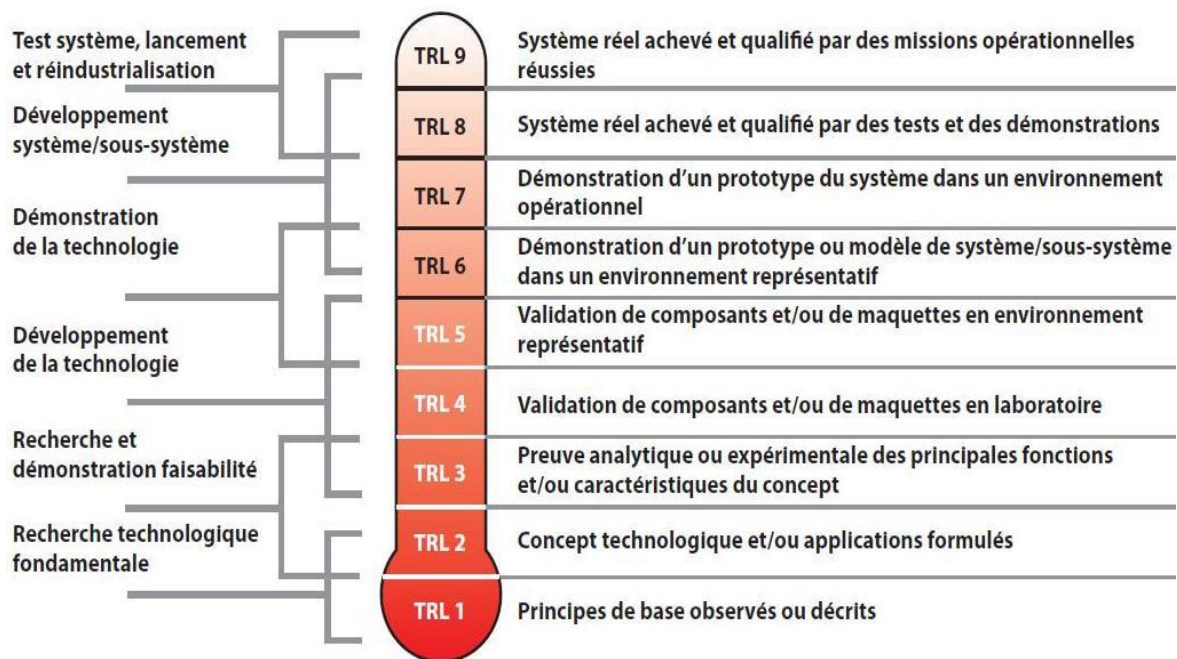 Test système, lancement
et réindustrialisation
Développement
système/sous-système
Démonstration
de la technologie
Développement
de la technologie
Recherche et
démonstration faisabilité
Recherche technologique
fondamentale
TRL 9
Système réel achevé et qualifié par des missions opérationnelles
réussies
TRL 8
Système réel achevé et qualifié par des tests et des démonstrations
TRL 7
Démonstration d’un prototype du système dans un environement
opérationnel
TRL 6
Démonstration d’un prototype ou modèle de système/sous-système
dans un environement représentatif
TRL 5
Validation de composants et/ou de maquettes en environement
représentatif
TRL 4
Validation de composants et/ou de maquettes en laboratoire
TRL 3
Preuve analytique ou expérimentale des principales fonctions
et/ou caractéristiques du concept
TRL 2
Concept technologique et/ou applications formulés
TRL 1
Principes de base observés ou décrits